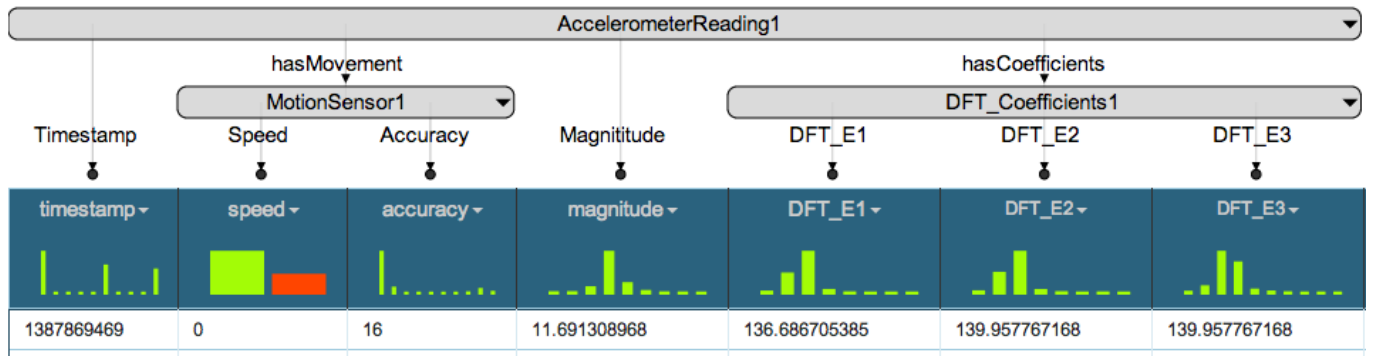 AccelerometerReading1
hasMovement hasCoefficients
MotionSensor1 DFT_Coefficients1
Timestamp Speed Accuracy Magnititude DFT_E1 DFT_E2 DFT_E3
timestamp speed accuracy magnitude DFT_E1 DFT_E2 DFT_E3
1387869469 0 16 11.691308968 136.686705385 139.957767168 139.957767168